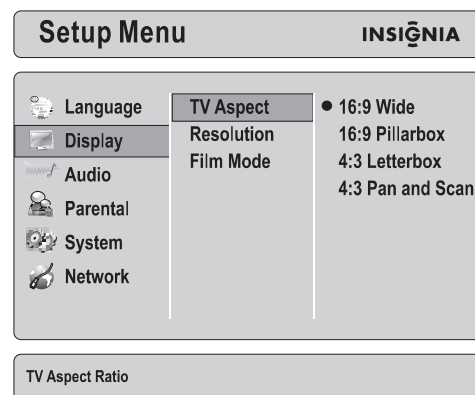 Setup Menu
INSIGNIA
Language
Display
Audio
Parental
System
Network
TV Aspect
Resolution
Film Mode
16:9 Wide
16:9 Pillarbox
4:3 Letterbox
4:3 Pan and Scan
TV Aspect Ratio